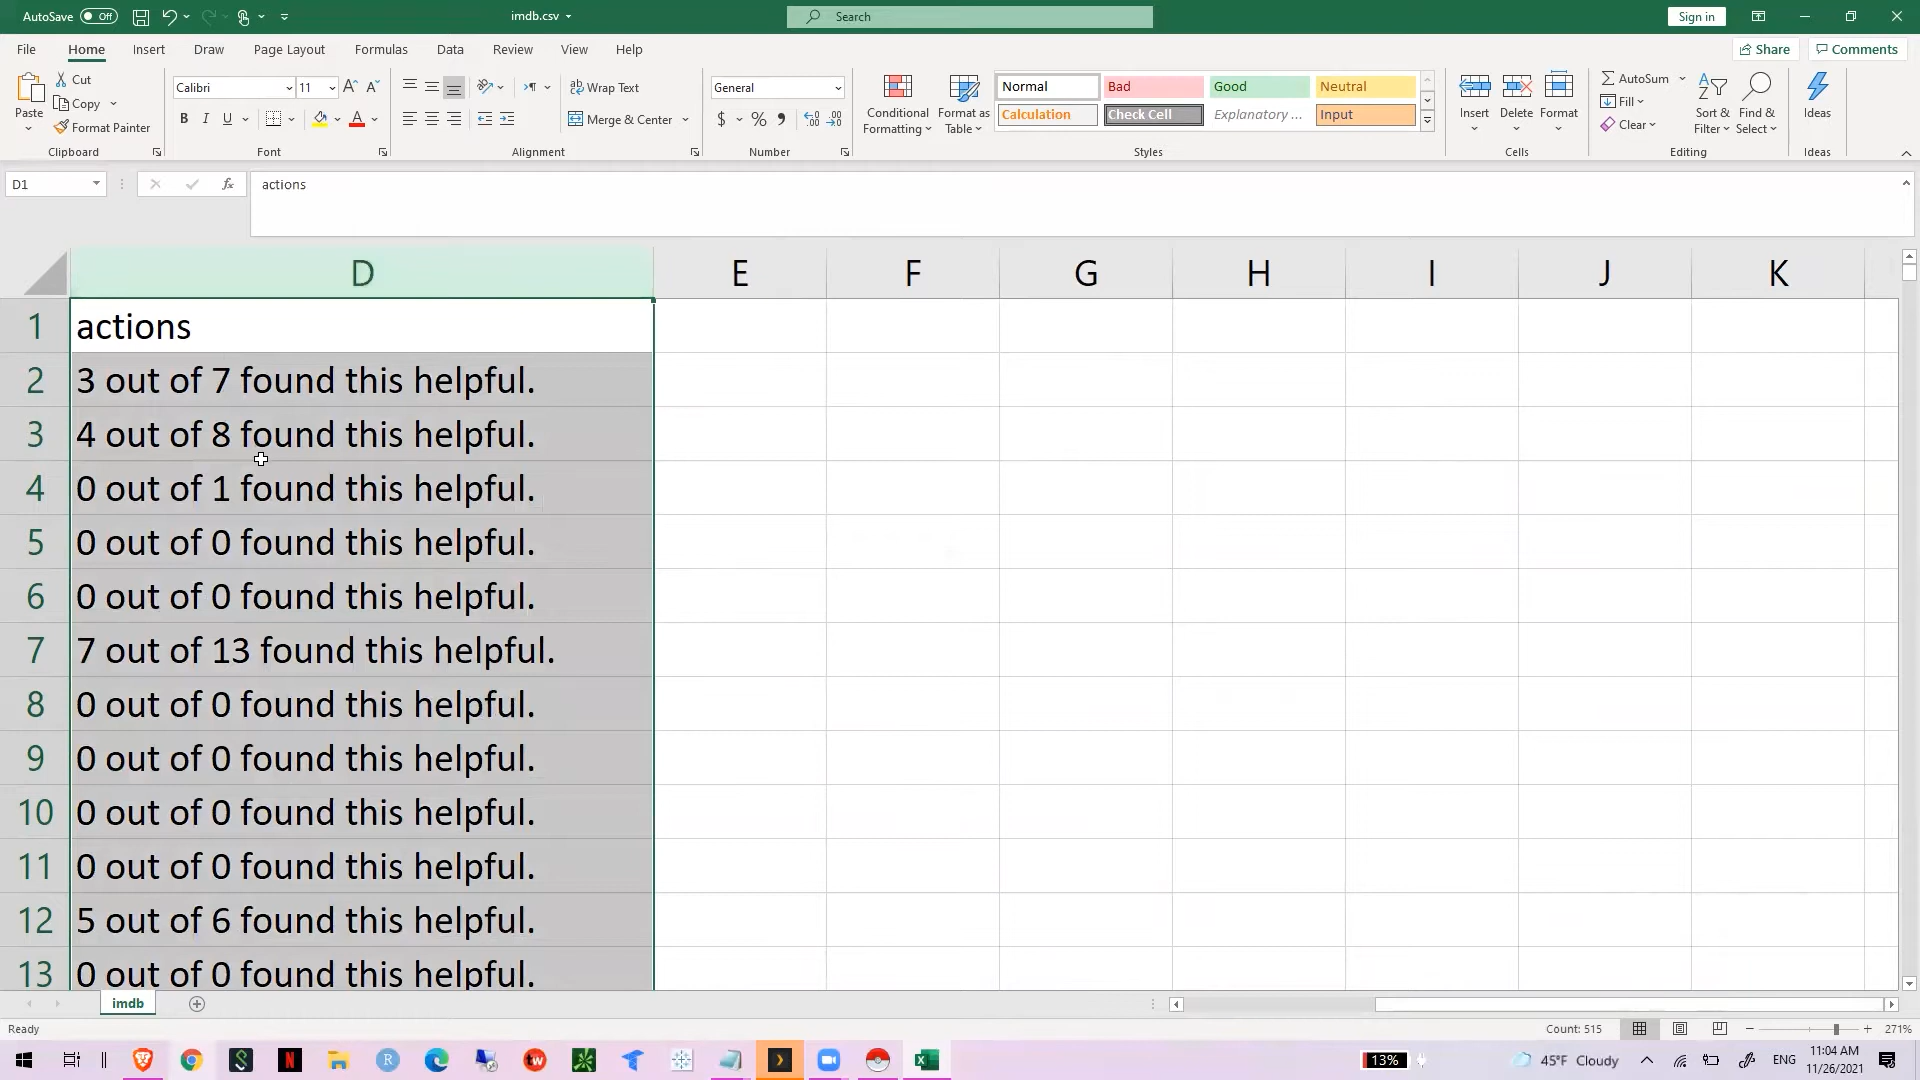 AutoSave Off imdb.csv Search Sign in
File Home Insert Draw Page Layout Formulas Data Review View Help Share Comments
Paste Cut Copy Format Painter Clipboard
Calibri 11 B I U A Font
Wrap Text Merge & Center Alignment
General $ % 9 Number
Conditional Formatting Format as Table
Normal Bad Good Neutral
Calculation Check Cell Explanatory ... Input
Styles
Insert Delete Format Cells
AutoSum Fill Clear Sort & Filter Find & Select Editing
Ideas Ideas
D1 fx actions
D E F G H I J K
1 actions
2 3 out of 7 found this helpful.
3 4 out of 8 found this helpful.
4 0 out of 1 found this helpful.
5 0 out of 0 found this helpful.
6 0 out of 0 found this helpful.
7 7 out of 13 found this helpful.
8 0 out of 0 found this helpful.
9 0 out of 0 found this helpful.
10 0 out of 0 found this helpful.
11 0 out of 0 found this helpful.
12 5 out of 6 found this helpful.
13 0 out of 0 found this helpful.
imdb
Ready Count: 515 271%
13% 45°F Cloudy ENG 11:04 AM
11/26/2021